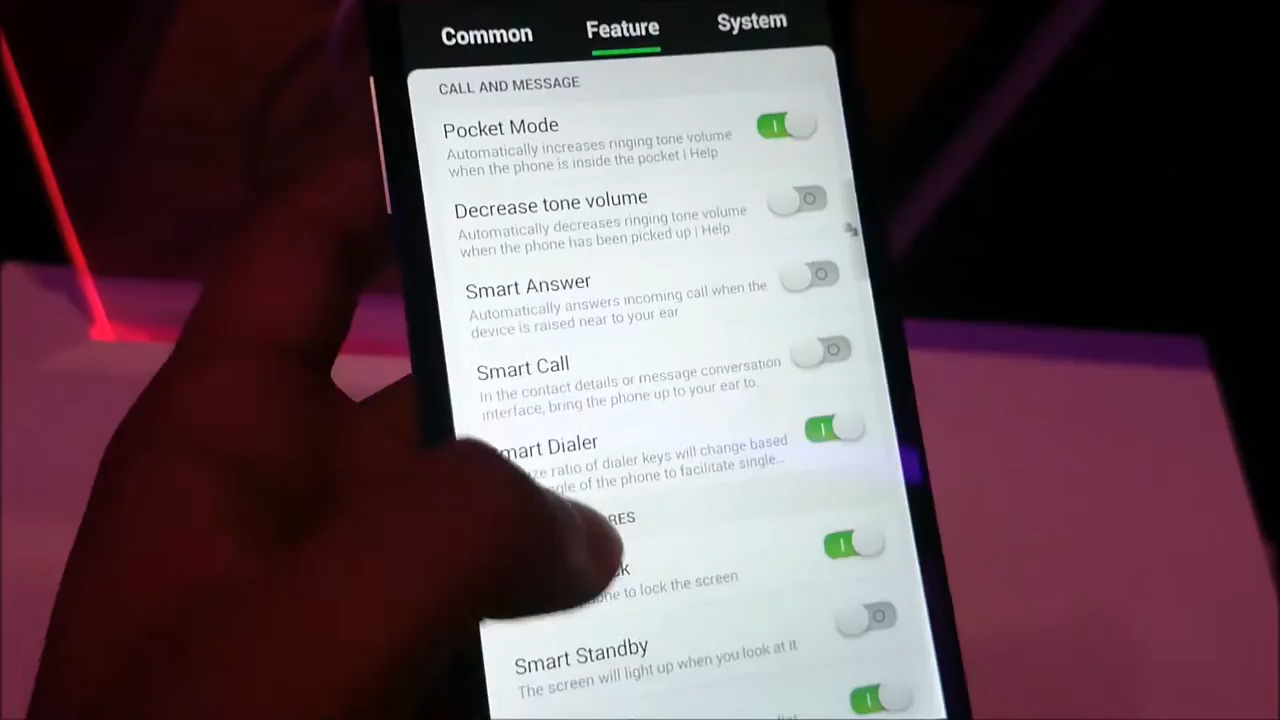 Common Feature System
CALL AND MESSAGE
Pocket Mode
Automatically increases ringing tone volume
when the phone is inside the pocket | Help
Decrease tone volume
Automatically decreases ringing tone volume
when the phone has been picked up | Help
Smart Answer
Automatically answers incoming call when the
device is raised near to your ear
Smart Call
In the contact details or message conversation
interface, bring the phone up to your ear to.
mart Dialer
ratio of dialer keys will change based
gle of the phone to facilitate single...
RES
to lock the screen
Smart Standby
The screen will light up when you look at it